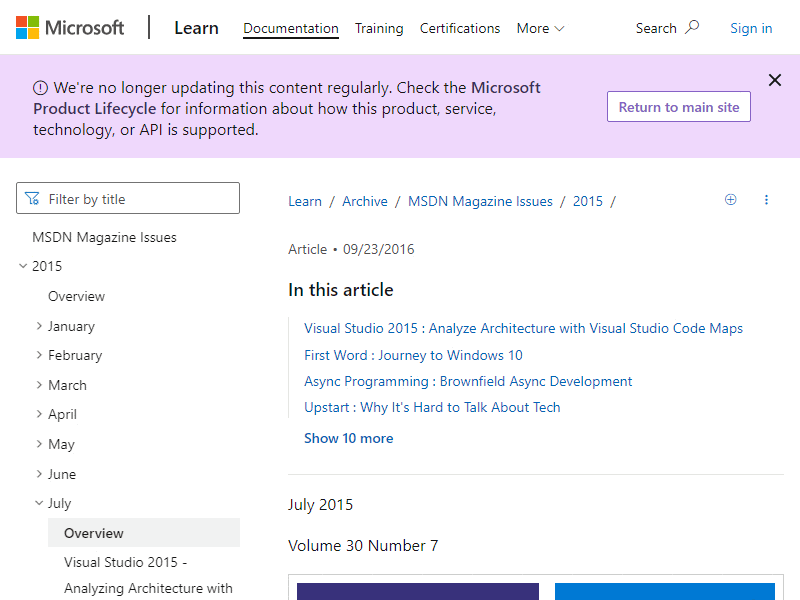 Microsoft
Learn
Documentation
Training
Certifications
More
Search
Sign in
We're no longer updating this content regularly. Check the Microsoft
Product Lifecycle for information about how this product, service,
technology, or API is supported.
Return to main site
Filter by title
MSDN Magazine Issues
2015
Overview
January
February
March
April
May
June
July
Overview
Visual Studio 2015 -
Analyzing Architecture with
Learn / Archive / MSDN Magazine Issues / 2015 /
Article • 09/23/2016
In this article
Visual Studio 2015 : Analyze Architecture with Visual Studio Code Maps
First Word : Journey to Windows 10
Async Programming : Brownfield Async Development
Upstart : Why It's Hard to Talk About Tech
Show 10 more
July 2015
Volume 30 Number 7